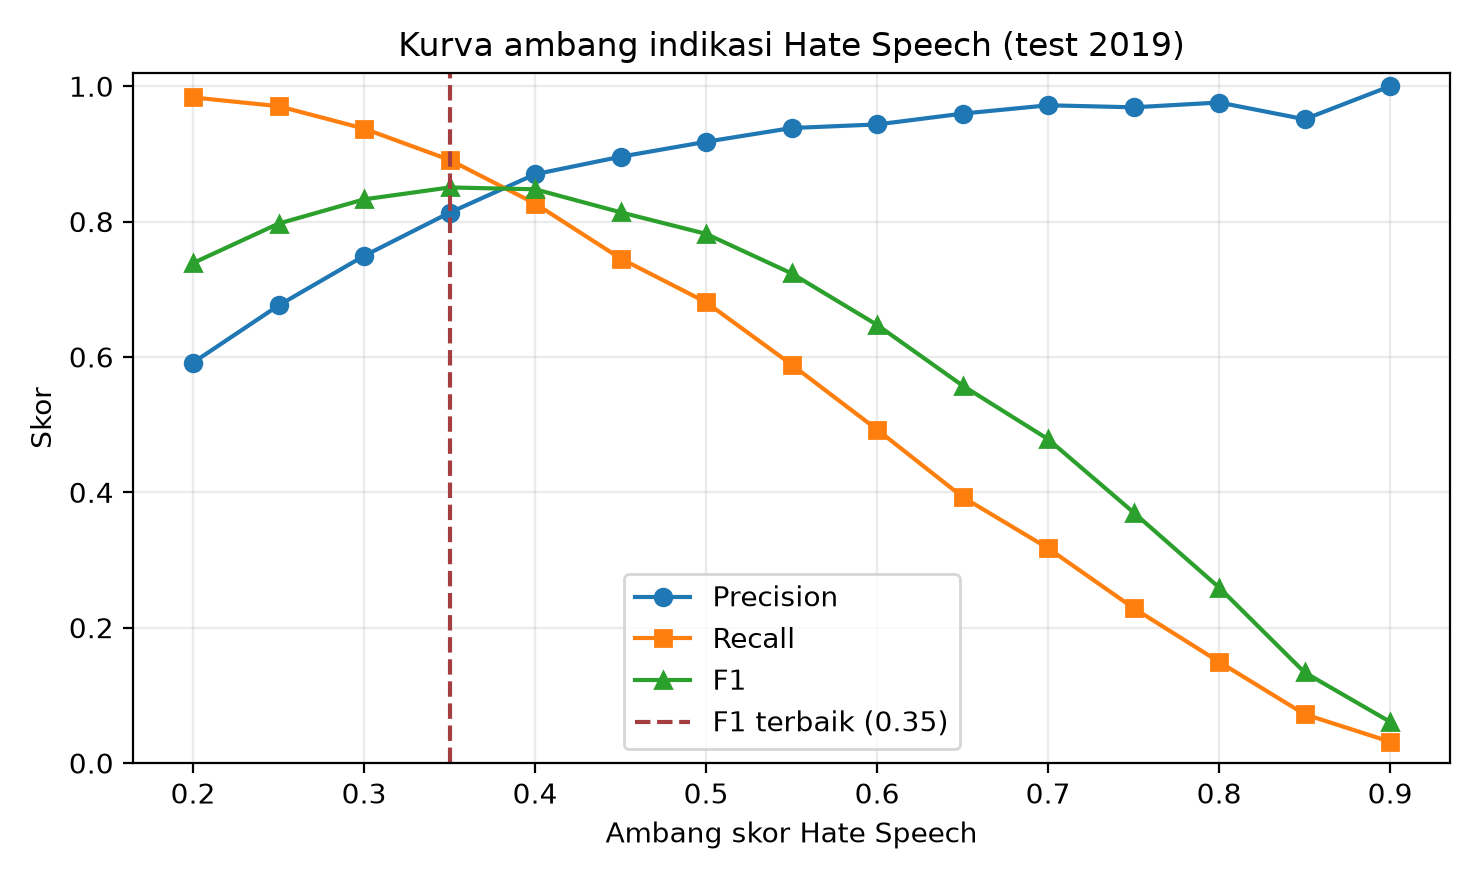 Kurva ambang indikasi Hate Speech (test 2019)
1.0
0.8
0.6
0.4
0.2
0.0
Skor
Precision
Recall
F1
F1 terbaik (0.35)
0.2 0.3 0.4 0.5 0.6 0.7 0.8 0.9
Ambang skor Hate Speech